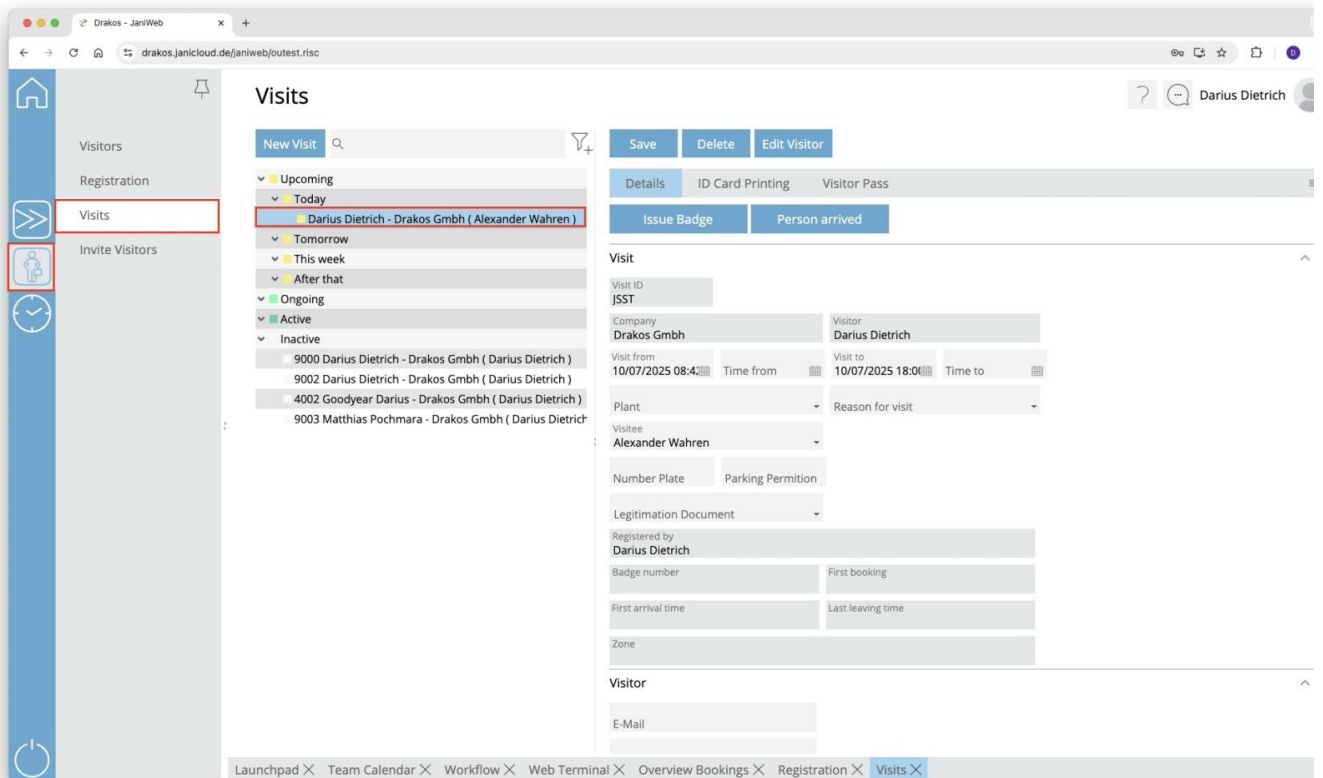 Drakos - JaniWeb
drakos.janicloud.de/janiweb/outest.risc
D
Visits
Darius Dietrich
Visitors
Registration
Visits
Invite Visitors
New Visit
Save Delete Edit Visitor
Upcoming
Today
Darius Dietrich - Drakos Gmbh ( Alexander Wahren )
Tomorrow
This week
After that
Ongoing
Active
Inactive
9000 Darius Dietrich - Drakos Gmbh ( Darius Dietrich )
9002 Darius Dietrich - Drakos Gmbh ( Darius Dietrich )
4002 Goodyear Darius - Drakos Gmbh ( Darius Dietrich )
9003 Matthias Pochmara - Drakos Gmbh ( Darius Dietrich
Details ID Card Printing Visitor Pass
Issue Badge Person arrived
Visit
Visit ID
JSST
Company Visitor
Drakos Gmbh Darius Dietrich
Visit from Visit to
10/07/2025 08:42 Time from 10/07/2025 18:00 Time to
Plant Reason for visit
Visitee
Alexander Wahren
Number Plate Parking Permition
Legitimation Document
Registered by
Darius Dietrich
Badge number First booking
First arrival time Last leaving time
Zone
Visitor
E-Mail
Launchpad Team Calendar Workflow Web Terminal Overview Bookings Registration Visits